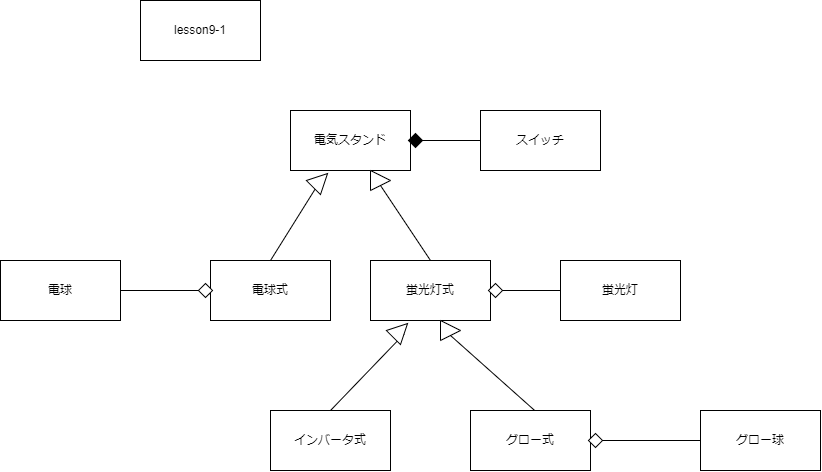 lesson9-1
電気スタンド
スイッチ
電球
電球式
蛍光灯式
蛍光灯
インバータ式
グロー式
グロー球